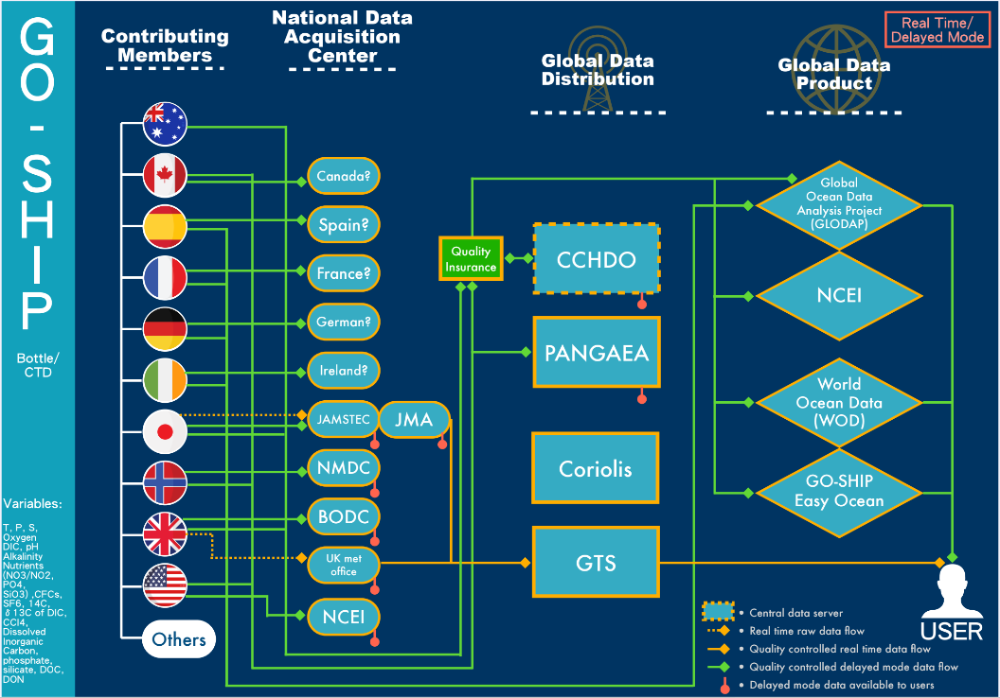 GO-SHIP
Bottle/
CTD
Variables:
T, P, S,
Oxygen
DIC, pH
Alkalinity
Nutrients
(NO3/NO2,
PO4,
SiO3) ,CFCs,
SF6, 14C,
δ13C of DIC,
CCl4,
Dissolved
Inorganic
Carbon,
phosphate,
silicate, DOC,
DON
Contributing
Members
Others
National Data
Acquisition
Center
Canada?
Spain?
France?
German?
Ireland?
JAMSTEC
JMA
NMDC
BODC
UK met
office
NCEI
Global Data
Distribution
Quality
Insurance
CCHDO
PANGAEA
Coriolis
GTS
Real Time/
Delayed Mode
Global Data
Product
Global
Ocean Data
Analysis Project
(GLODAP)
NCEI
World
Ocean Data
(WOD)
GO-SHIP
Easy Ocean
USER
• Central data server
• Real time raw data flow
• Quality controlled real time data flow
• Quality controlled delayed mode data flow
• Delayed mode data available to users